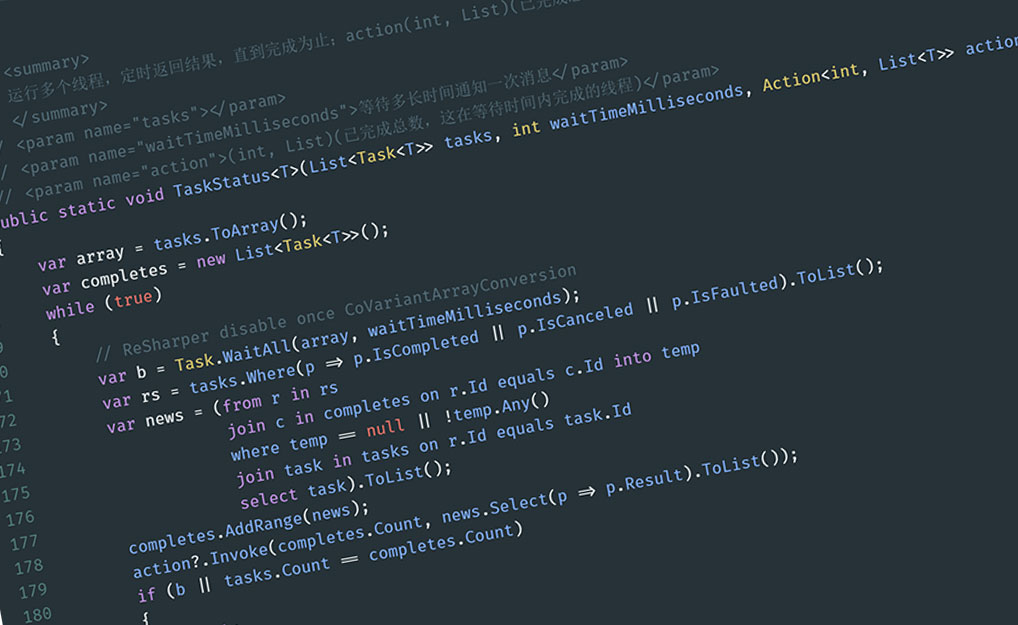 <summary>
运行多个线程，定时返回结果，直到完成为止；action(int, List)(已完成总
</summary>
/ <param name="tasks"></param>
/ <param name="waitTimeMilliseconds">等待多长时间通知一次消息</param>
// <param name="action">(int, List)(已完成总数，这在等待时间内完成的线程)</param>
ublic static void TaskStatus<T>(List<Task<T>> tasks, int waitTimeMilliseconds, Action<int, List<T>> action
{
var array = tasks.ToArray();
var completes = new List<Task<T>>();
while (true)
{
// ReSharper disable once CoVariantArrayConversion
var b = Task.WaitAll(array, waitTimeMilliseconds);
var rs = tasks.Where(p => p.IsCompleted || p.IsCanceled || p.IsFaulted).ToList();
71 var news = (from r in rs
72 join c in completes on r.Id equals c.Id into temp
173 where temp == null || !temp.Any()
174 join task in tasks on r.Id equals task.Id
175 select task).ToList();
176 completes.AddRange(news);
177 action?.Invoke(completes.Count, news.Select(p => p.Result).ToList());
178 if (b || tasks.Count == completes.Count)
179 {
180